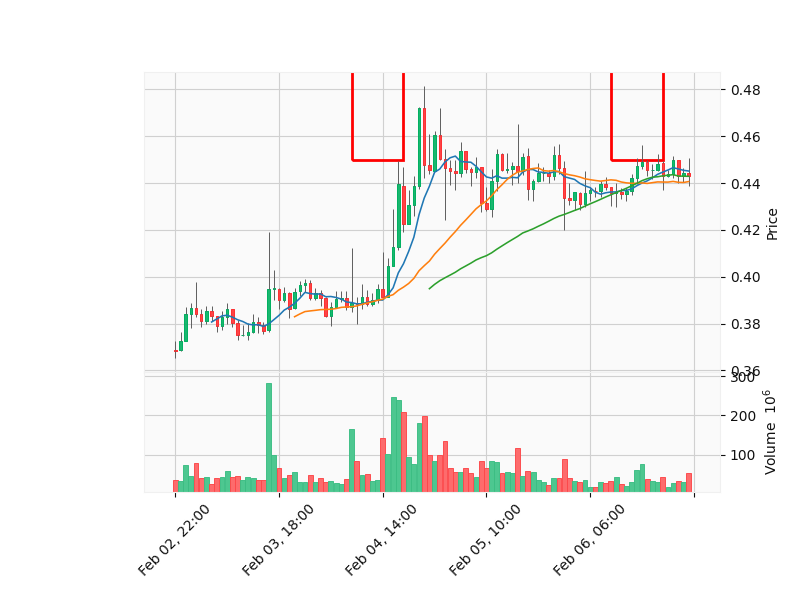 0.48
0.46
0.44
0.42
0.40
0.38
0.36
Price
300
200
100
Volume 10^6
Feb 02, 22:00
Feb 03, 18:00
Feb 04, 14:00
Feb 05, 10:00
Feb 06, 06:00